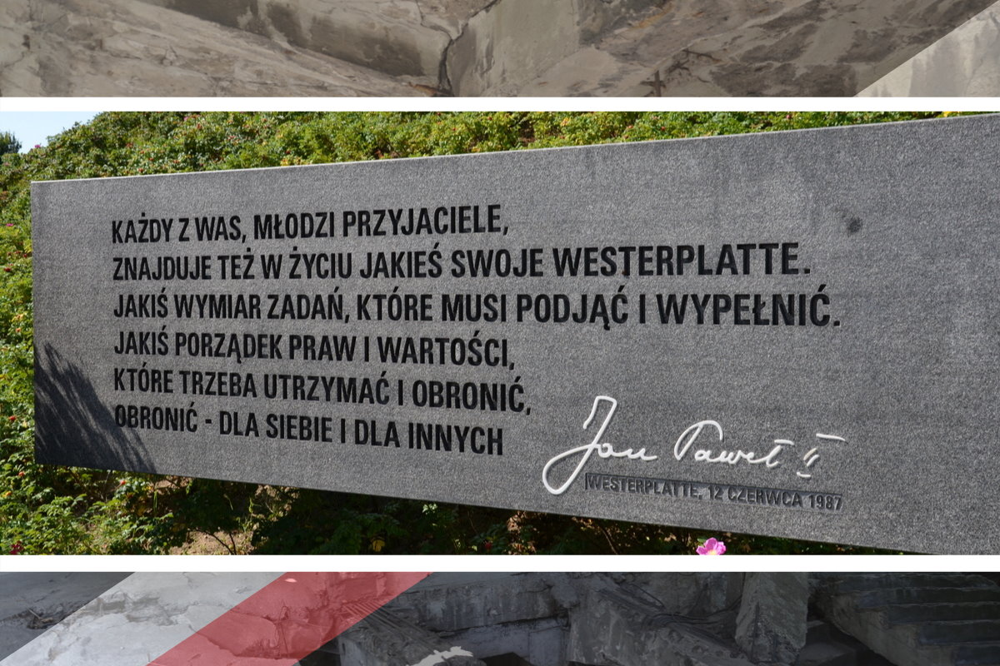 KAŻDY Z WAS, MŁODZI PRZYJACIELE,
ZNAJDUJE TEŻ W ŻYCIU JAKIEŚ SWOJE WESTERPLATTE.
JAKIŚ WYMIAR ZADAŃ, KTÓRE MUSI PODJĄĆ I WYPEŁNIĆ.
JAKIŚ PORZĄDEK PRAW I WARTOŚCI,
KTÓRE TRZEBA UTRZYMAĆ I OBRONIĆ,
OBRONIĆ - DLA SIEBIE I DLA INNYCH
Jan Paweł II
WESTERPLATTE, 12 CZERWCA 1987